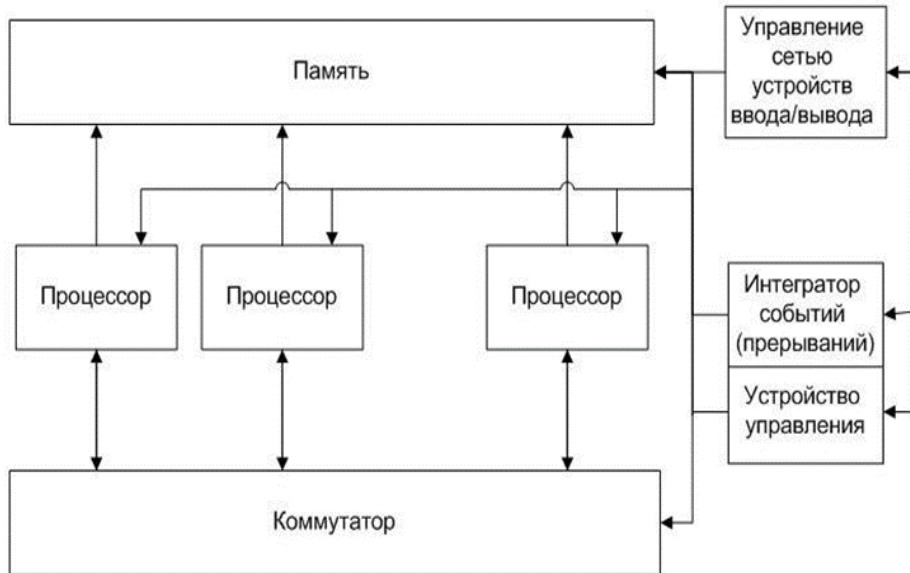 Память
Управление
сетью
устройств
ввода/вывода
Процессор
Процессор
Процессор
Интегратор
событий
(прерываний)
Устройство
управления
Коммутатор